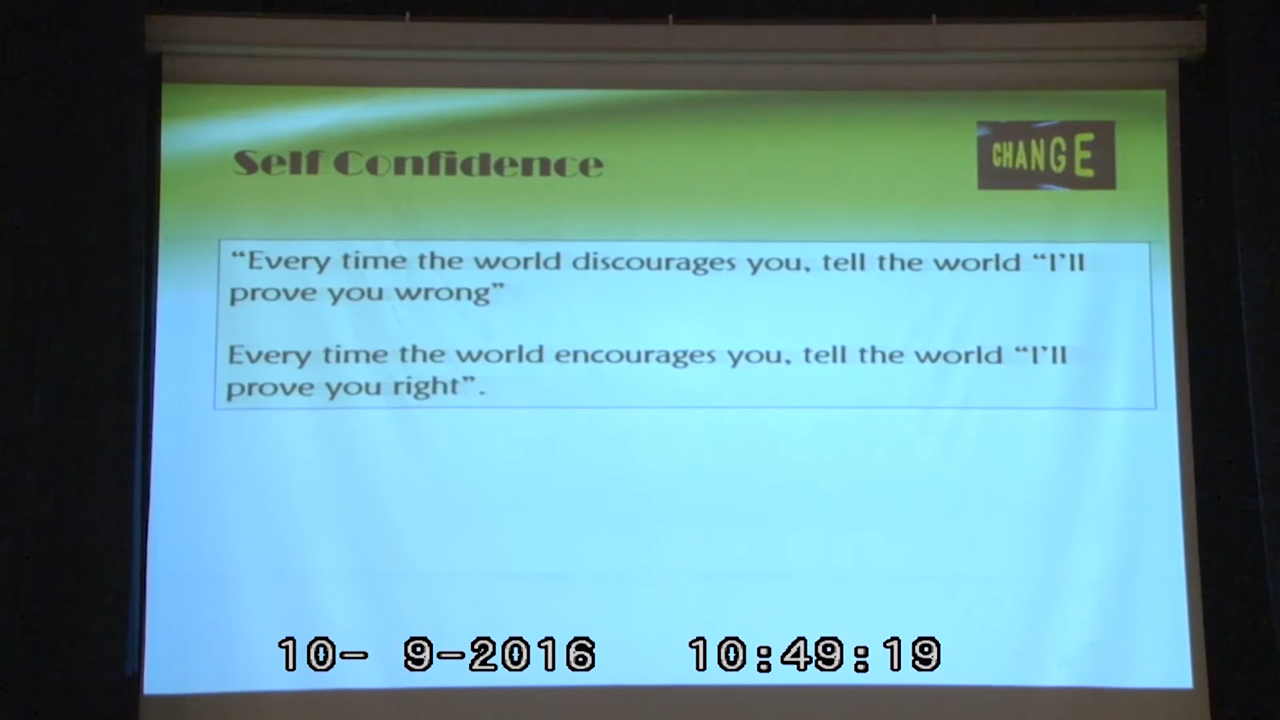 Self Confidence
CHANGE
“Every time the world discourages you, tell the world “I’ll
prove you wrong”
Every time the world encourages you, tell the world “I’ll
prove you right”.
10- 9-2016 10:49:19